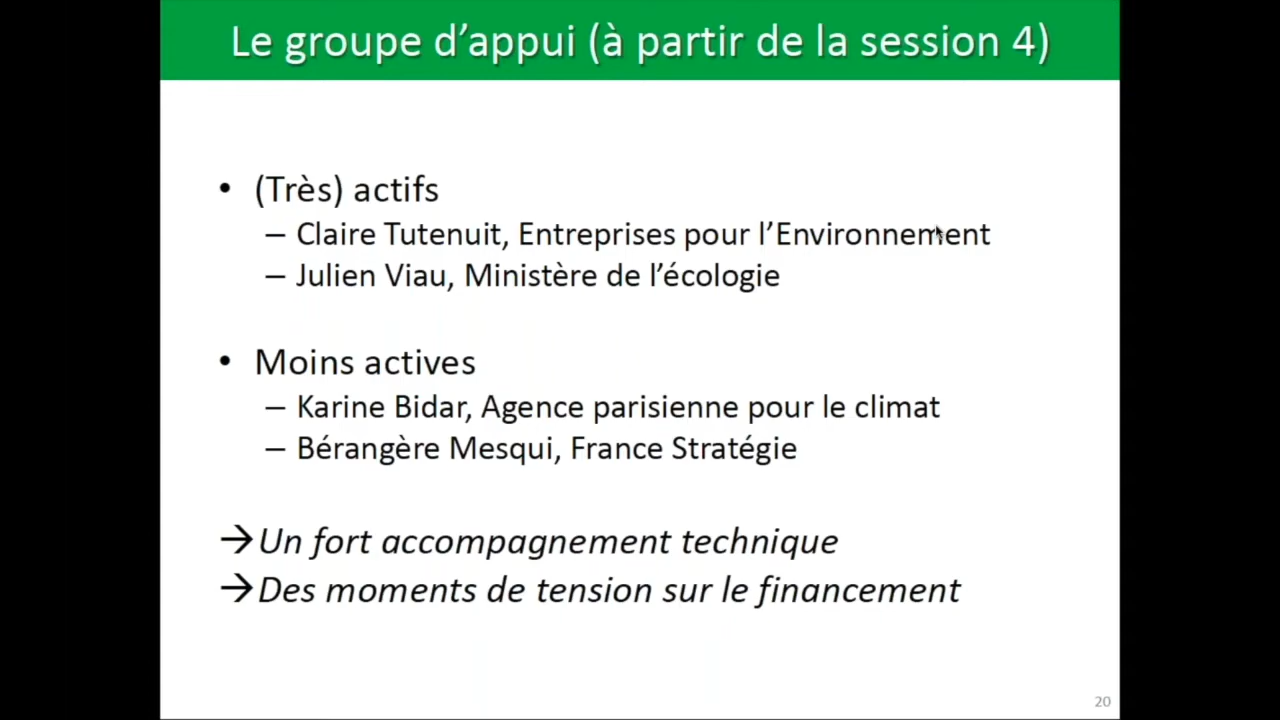 Le groupe d’appui (à partir de la session 4)
• (Très) actifs
– Claire Tutenuit, Entreprises pour l’Environnement
– Julien Viau, Ministère de l’écologie
• Moins actives
– Karine Bidar, Agence parisienne pour le climat
– Bérangère Mesqui, France Stratégie
→Un fort accompagnement technique
→Des moments de tension sur le financement
20